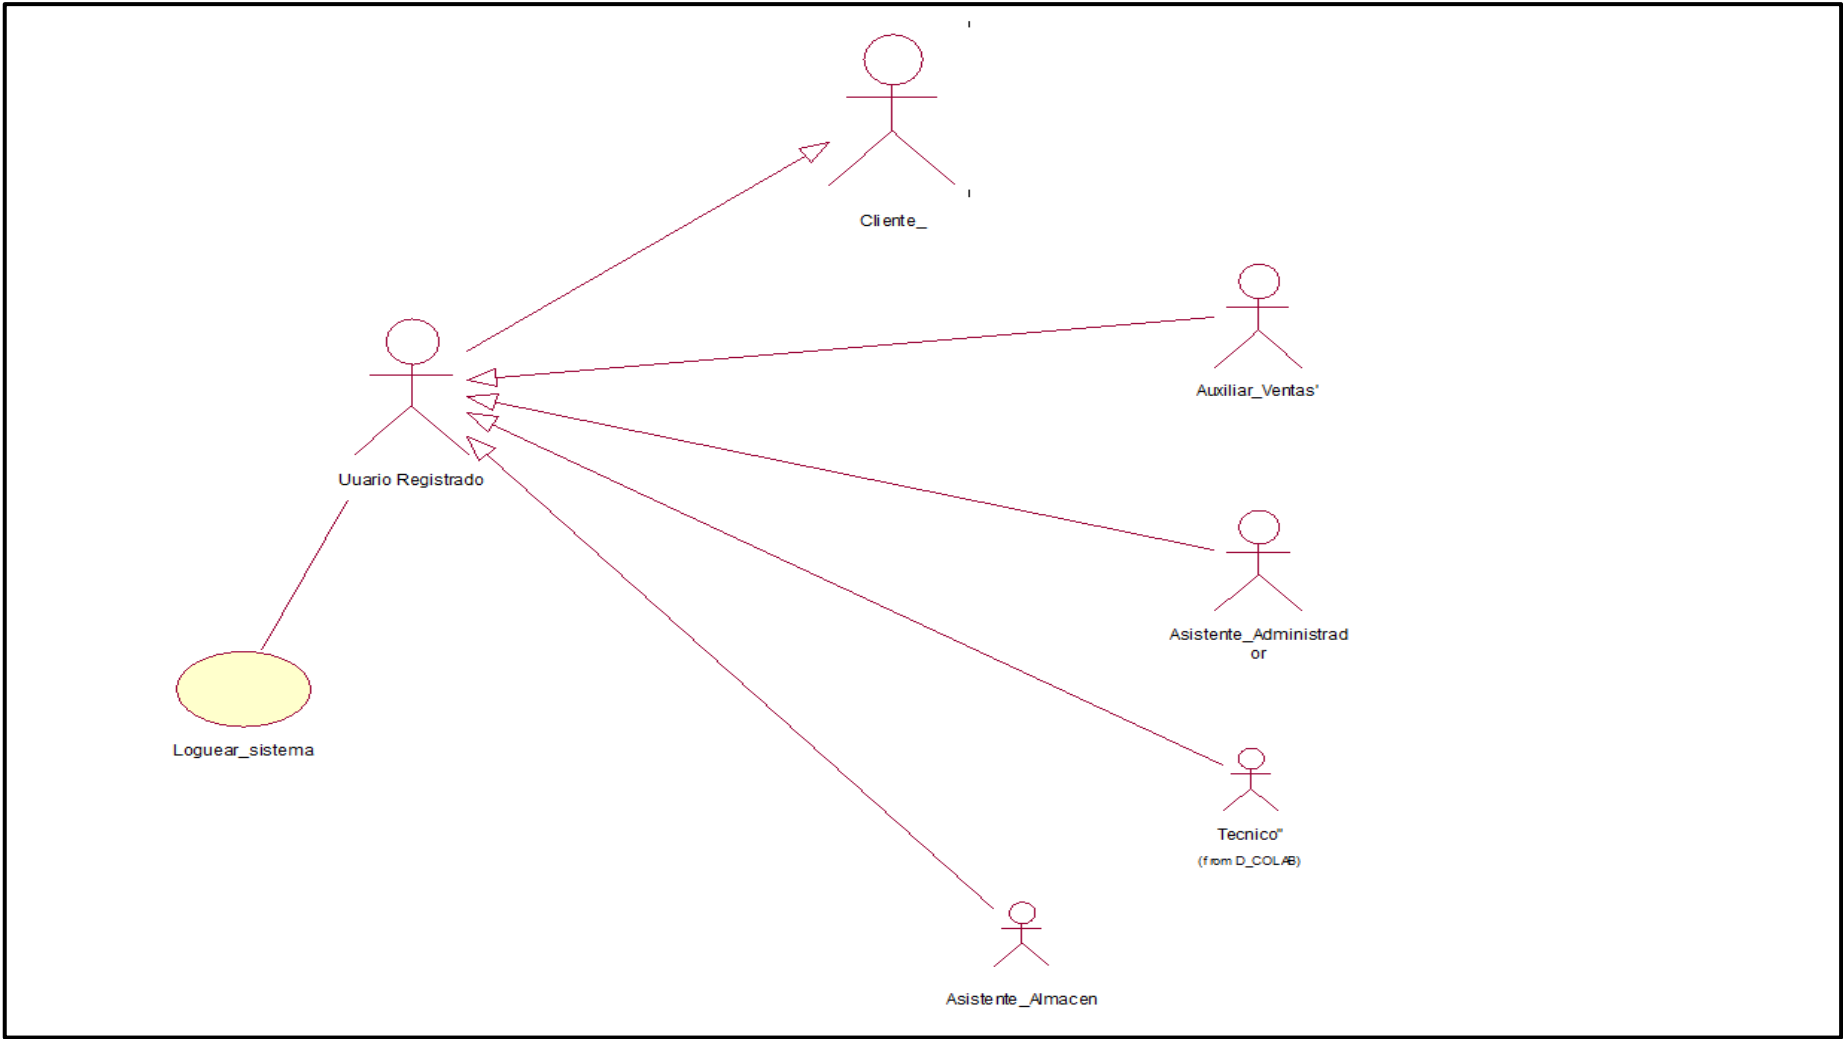 Cliente_
Auxiliar_Ventas'
Uuario Registrado
Asistente_Administrad
or
Loguear_sistema
Tecnico"
(from D_COLAB)
Asistente_Almacen